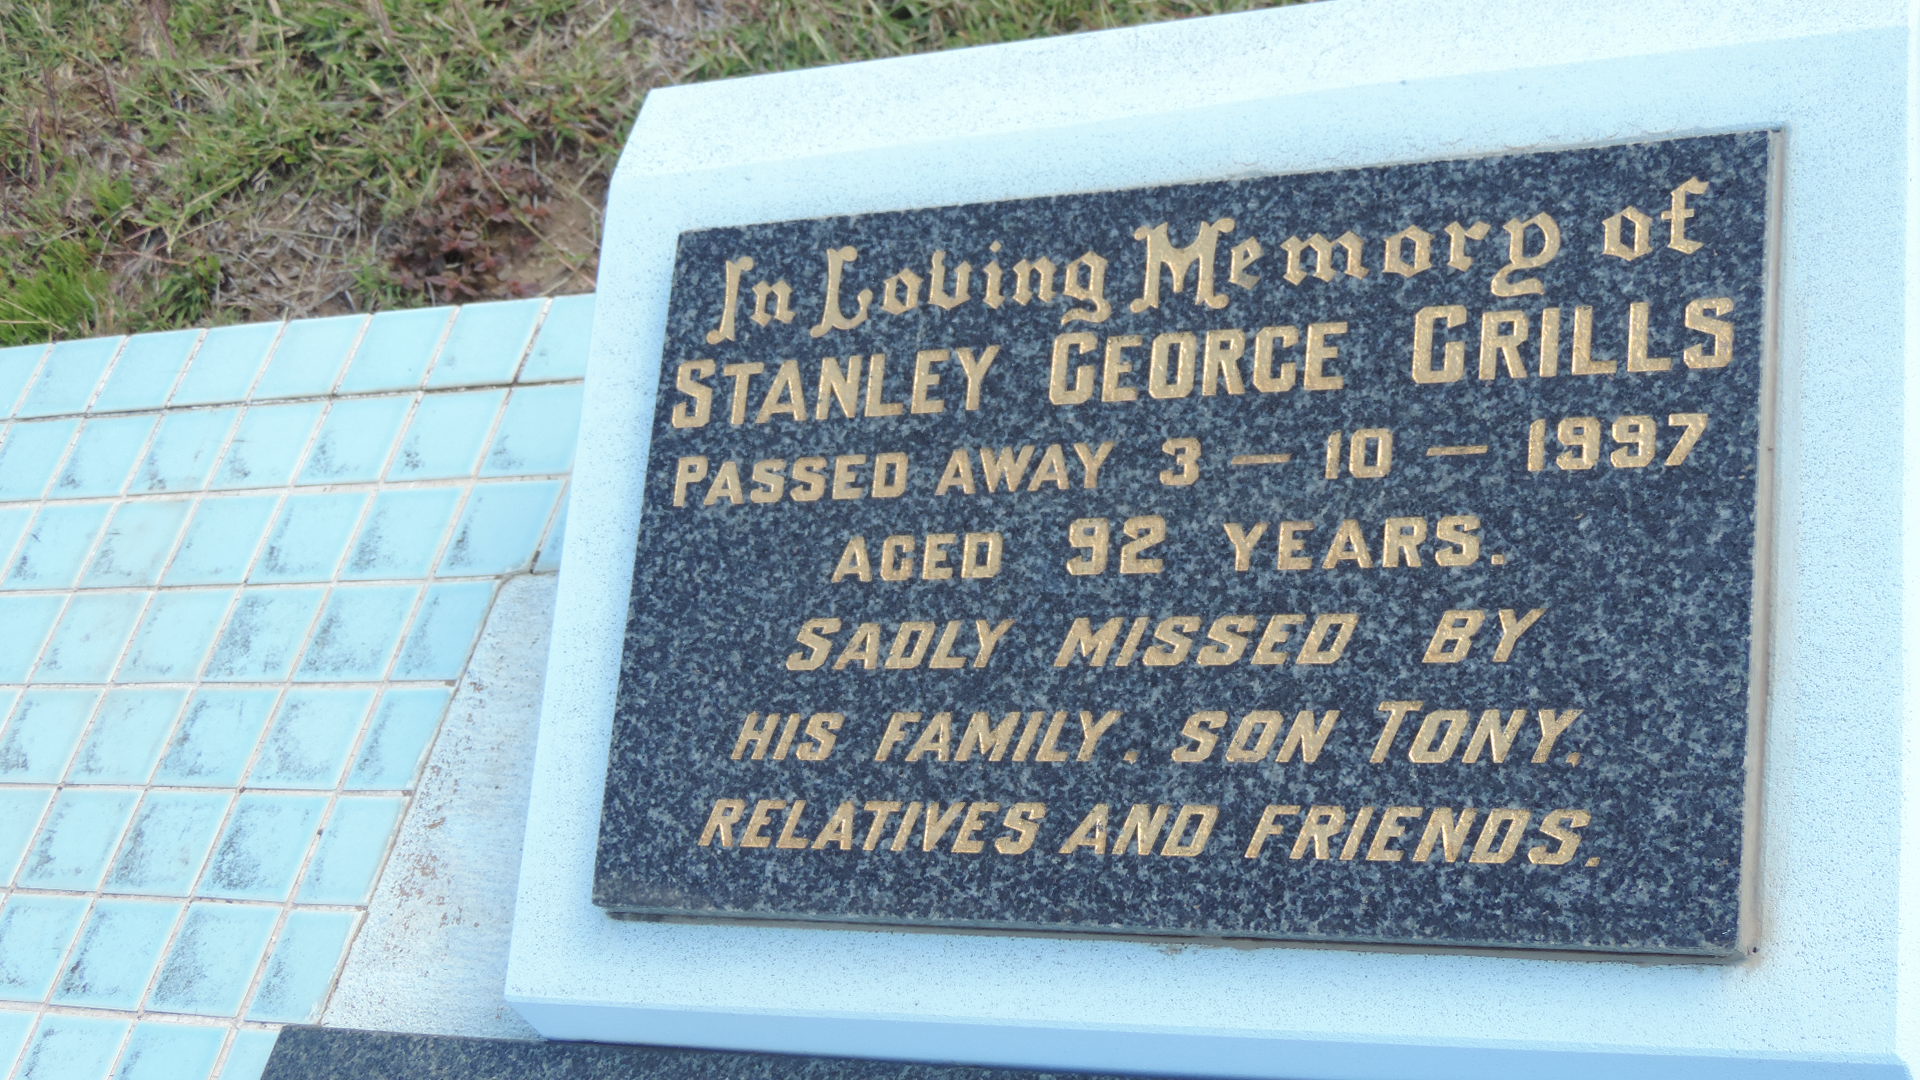 In Loving Memory of
STANLEY GEORGE GRILLS
PASSED AWAY 3 - 10 - 1997
AGED 92 YEARS.
SADLY MISSED BY
HIS FAMILY, SON TONY,
RELATIVES AND FRIENDS.